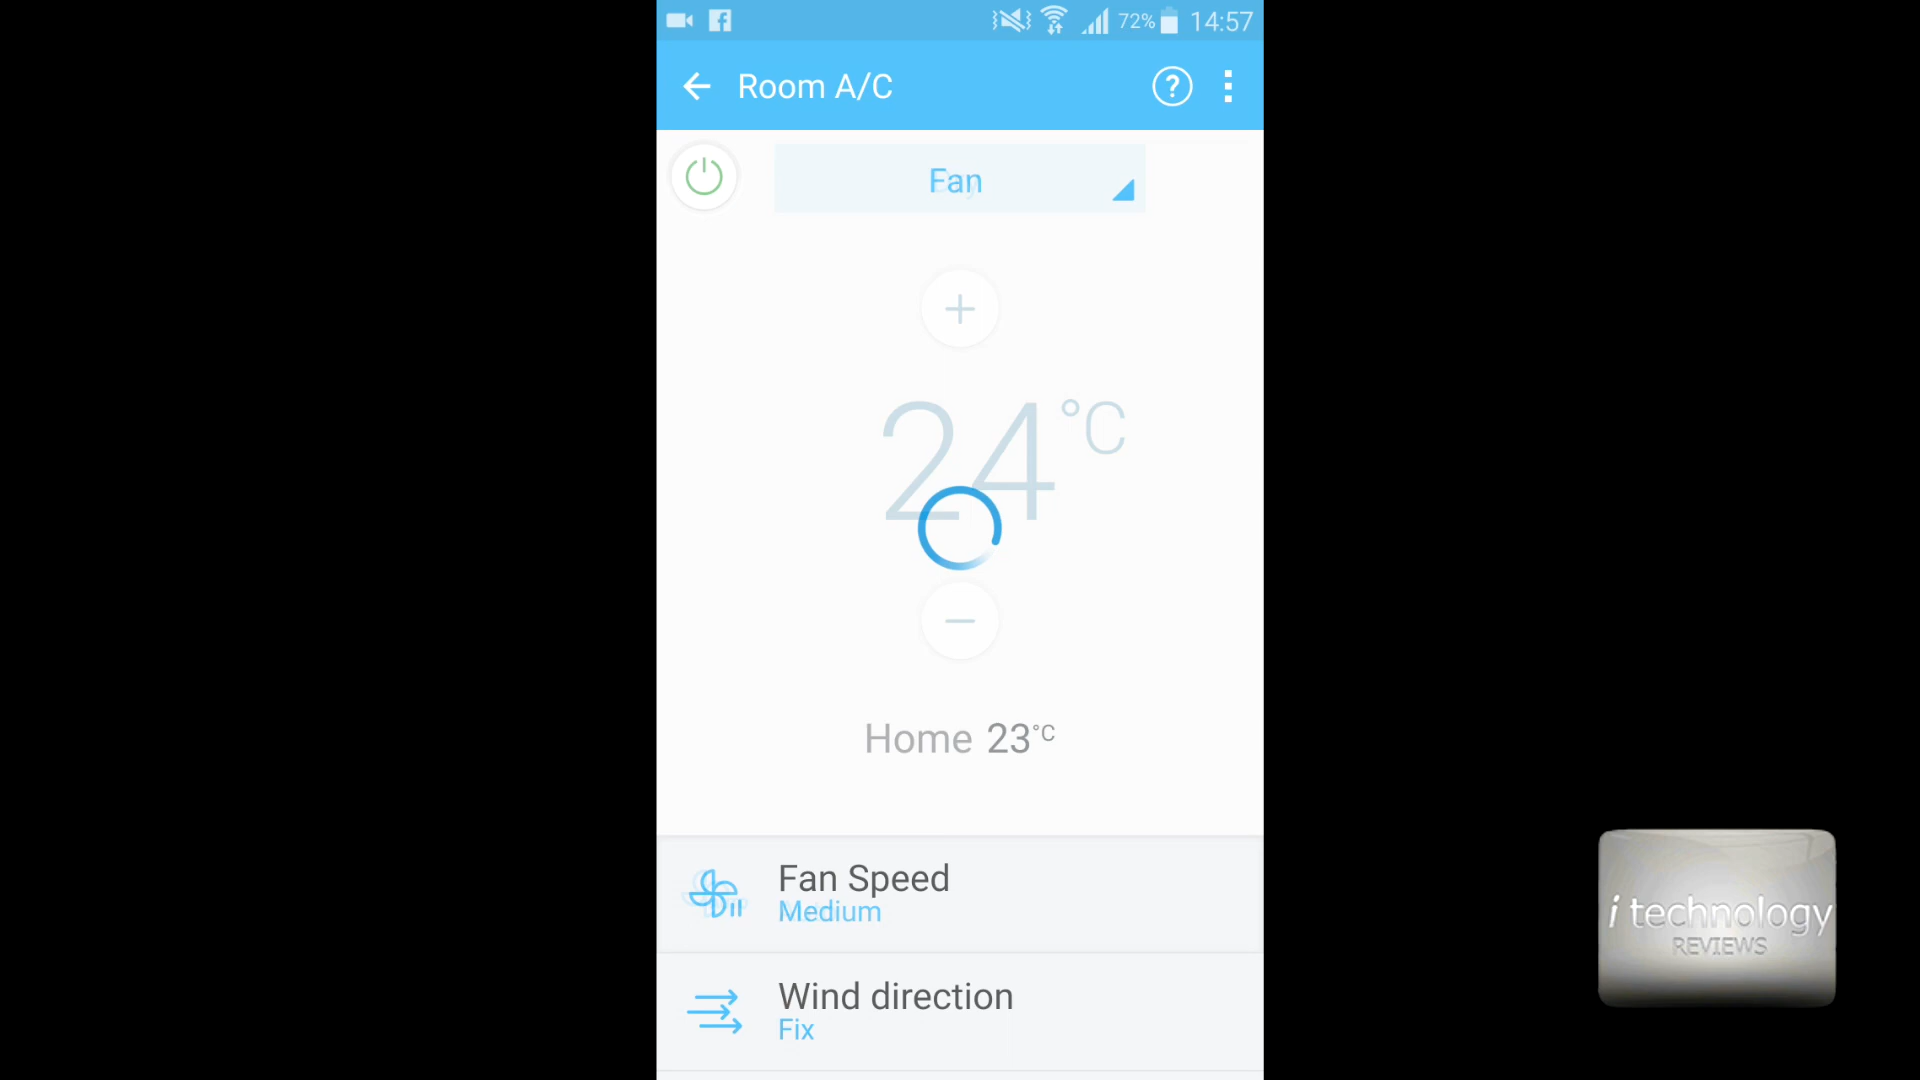 72% 14:57
Room A/C
Fan
24°C
Home 23°C
Fan Speed
Medium
Wind direction
Fix
i technology
REVIEWS